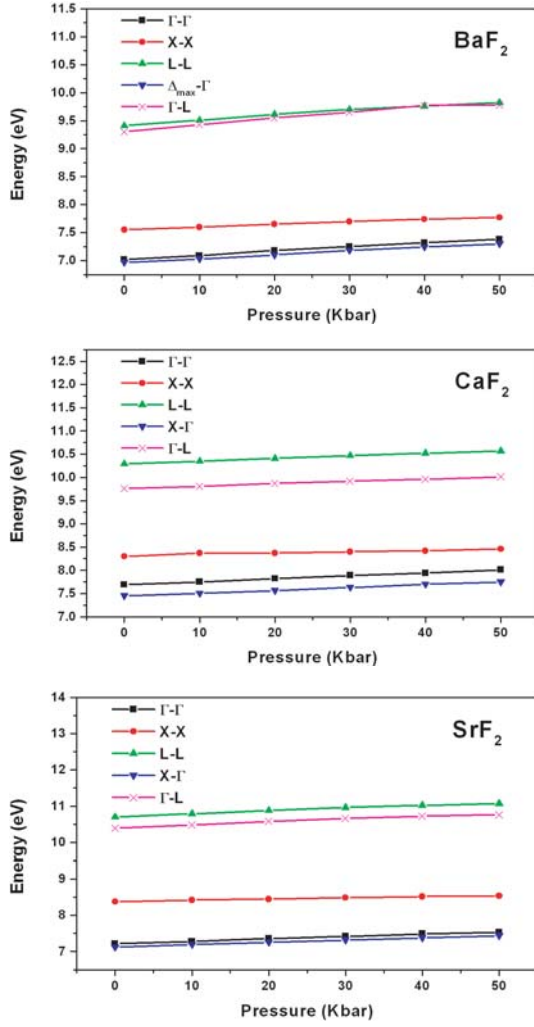 11.5
11.0
10.5
10.0
9.5
9.0
8.5
8.0
7.5
7.0
Energy (eV)
Γ-Γ
X-X
L-L
Δmax-Γ
Γ-L
BaF2
0 10 20 30 40 50
Pressure (Kbar)
12.5
12.0
11.5
11.0
10.5
10.0
9.5
9.0
8.5
8.0
7.5
7.0
Energy (eV)
Γ-Γ
X-X
L-L
X-Γ
Γ-L
CaF2
0 10 20 30 40 50
Pressure (Kbar)
14
13
12
11
10
9
8
7
Energy (eV)
Γ-Γ
X-X
L-L
X-Γ
Γ-L
SrF2
0 10 20 30 40 50
Pressure (Kbar)